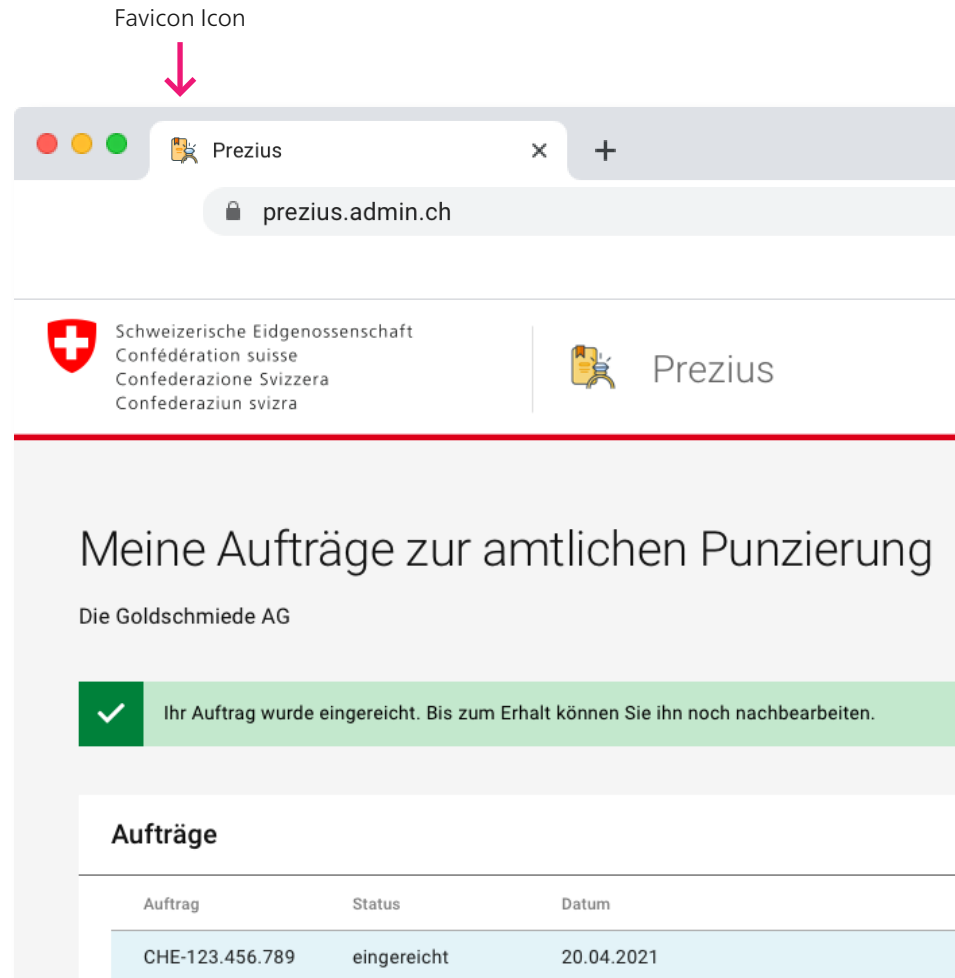 Favicon Icon
Prezius
prezius.admin.ch
Schweizerische Eidgenossenschaft
Confédération suisse
Confederazione Svizzera
Confederaziun svizra
Prezius
Meine Aufträge zur amtlichen Punzierung
Die Goldschmiede AG
Ihr Auftrag wurde eingereicht. Bis zum Erhalt können Sie ihn noch nachbearbeiten.
Aufträge
Auftrag Status Datum
CHE-123.456.789 eingereicht 20.04.2021